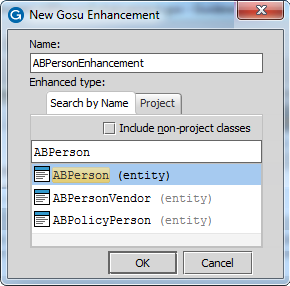 New Gosu Enhancement
Name:
ABPersonEnhancement
Enhanced type:
Search by Name Project
Include non-project classes
ABPerson
ABPerson (entity)
ABPersonVendor (entity)
ABPolicyPerson (entity)
OK Cancel